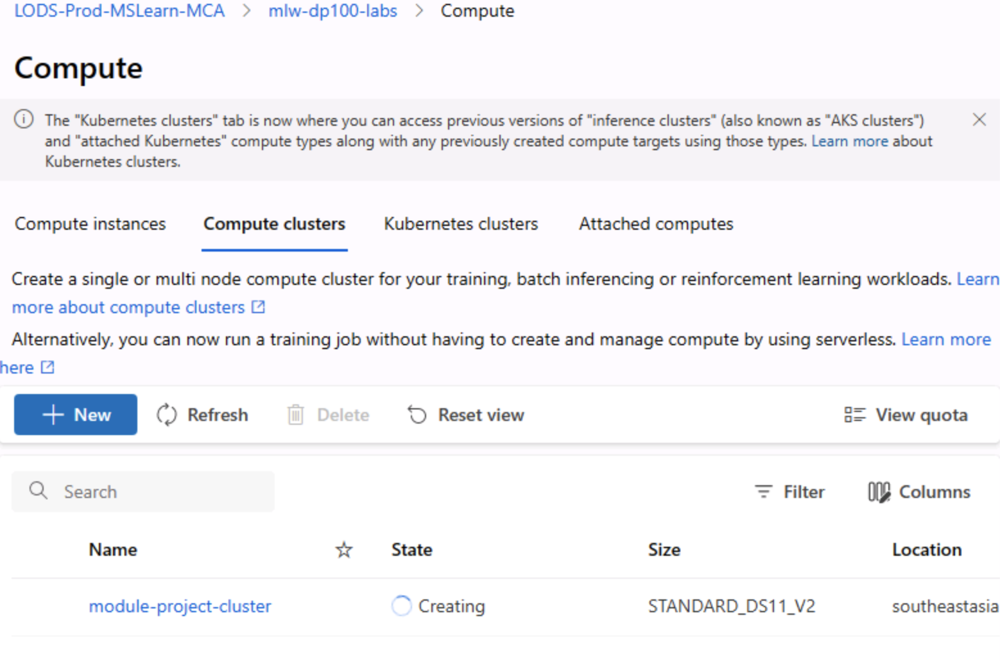 LODS-Prod-MSLearn-MCA > mlw-dp100-labs > Compute
Compute
The "Kubernetes clusters" tab is now where you can access previous versions of "inference clusters" (also known as "AKS clusters")
and "attached Kubernetes" compute types along with any previously created compute targets using those types. Learn more about
Kubernetes clusters.
Compute instances Compute clusters Kubernetes clusters Attached computes
Create a single or multi node compute cluster for your training, batch inferencing or reinforcement learning workloads. Learn
more about compute clusters
Alternatively, you can now run a training job without having to create and manage compute by using serverless. Learn more
here
New Refresh Delete Reset view View quota
Search Filter Columns
Name State Size Location
module-project-cluster Creating STANDARD_DS11_V2 southeastasia